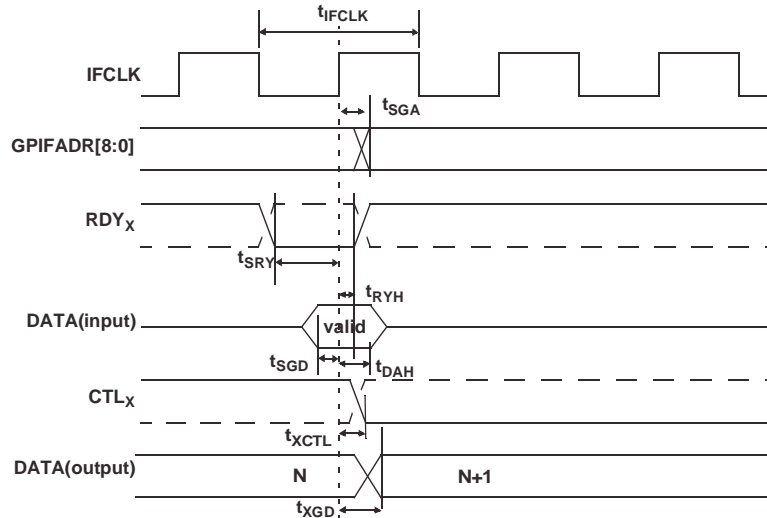 tIFCLK
IFCLK
tSGA
GPIFADR[8:0]
RDYX
tSRY
tRYH
DATA(input)
valid
tSGD
tDAH
CTLX
tXCTL
DATA(output)
N
N+1
tXGD